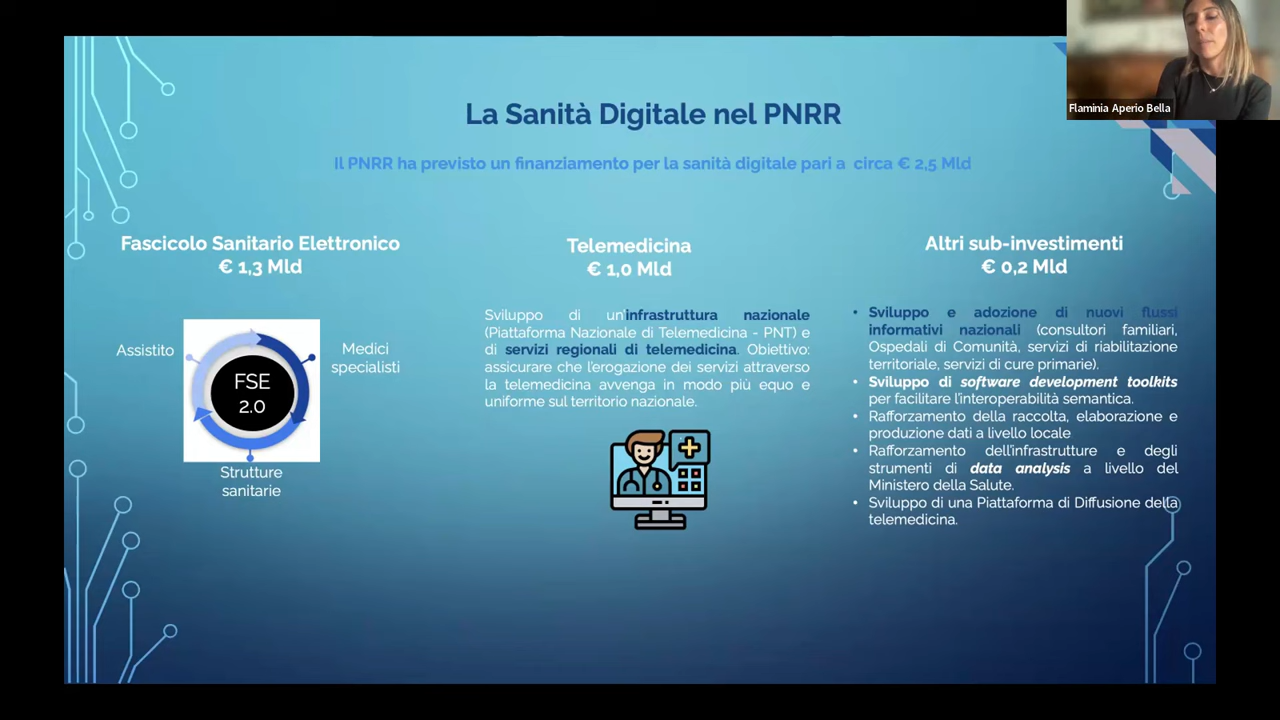 La Sanità Digitale nel PNRR
Flaminia Aperio Bella
Il PNRR ha previsto un finanziamento per la sanità digitale pari a circa € 2,5 Mld
Fascicolo Sanitario Elettronico
€ 1,3 Mld
Assistito
FSE
2.0
Medici
specialisti
Strutture
sanitarie
Telemedicina
€ 1,0 Mld
Sviluppo di un'infrastruttura nazionale
(Piattaforma Nazionale di Telemedicina - PNT) e
di servizi regionali di telemedicina. Obiettivo:
assicurare che l'erogazione dei servizi attraverso
la telemedicina avvenga in modo più equo e
uniforme sul territorio nazionale.
Altri sub-investimenti
€ 0,2 Mld
• Sviluppo e adozione di nuovi flussi
informativi nazionali (consultori familiari,
Ospedali di Comunità, servizi di riabilitazione
territoriale, servizi di cure primarie).
• Sviluppo di software development toolkits
per facilitare l'interoperabilità semantica.
• Rafforzamento della raccolta, elaborazione e
produzione dati a livello locale
• Rafforzamento dell'infrastrutture e degli
strumenti di data analysis a livello del
Ministero della Salute.
• Sviluppo di una Piattaforma di Diffusione della
telemedicina.